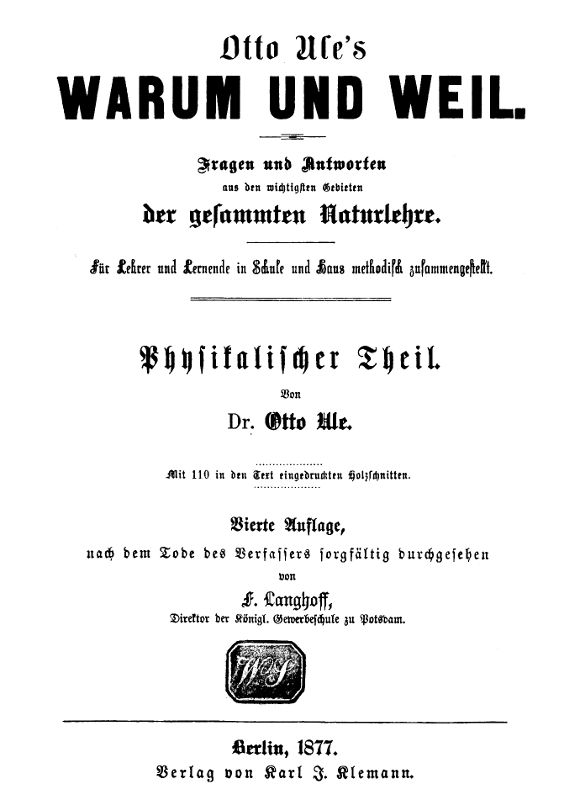 Otto Ule's
WARUM UND WEIL.
Fragen und Antworten
aus den wichtigsten Gebieten
der gesammten Naturlehre.
Für Lehrer und Lernende in Schule und Haus methodisch zusammengestellt.
Physikalischer Theil.
Von
Dr. Otto Ule.
Mit 110 in den Text eingedruckten Holzschnitten.
Vierte Auflage,
nach dem Tode des Verfassers sorgfältig durchgesehen
von
F. Langhoff,
Direktor der Königl. Gewerbeschule zu Potsdam.
Berlin, 1877.
Verlag von Karl J. Klemann.